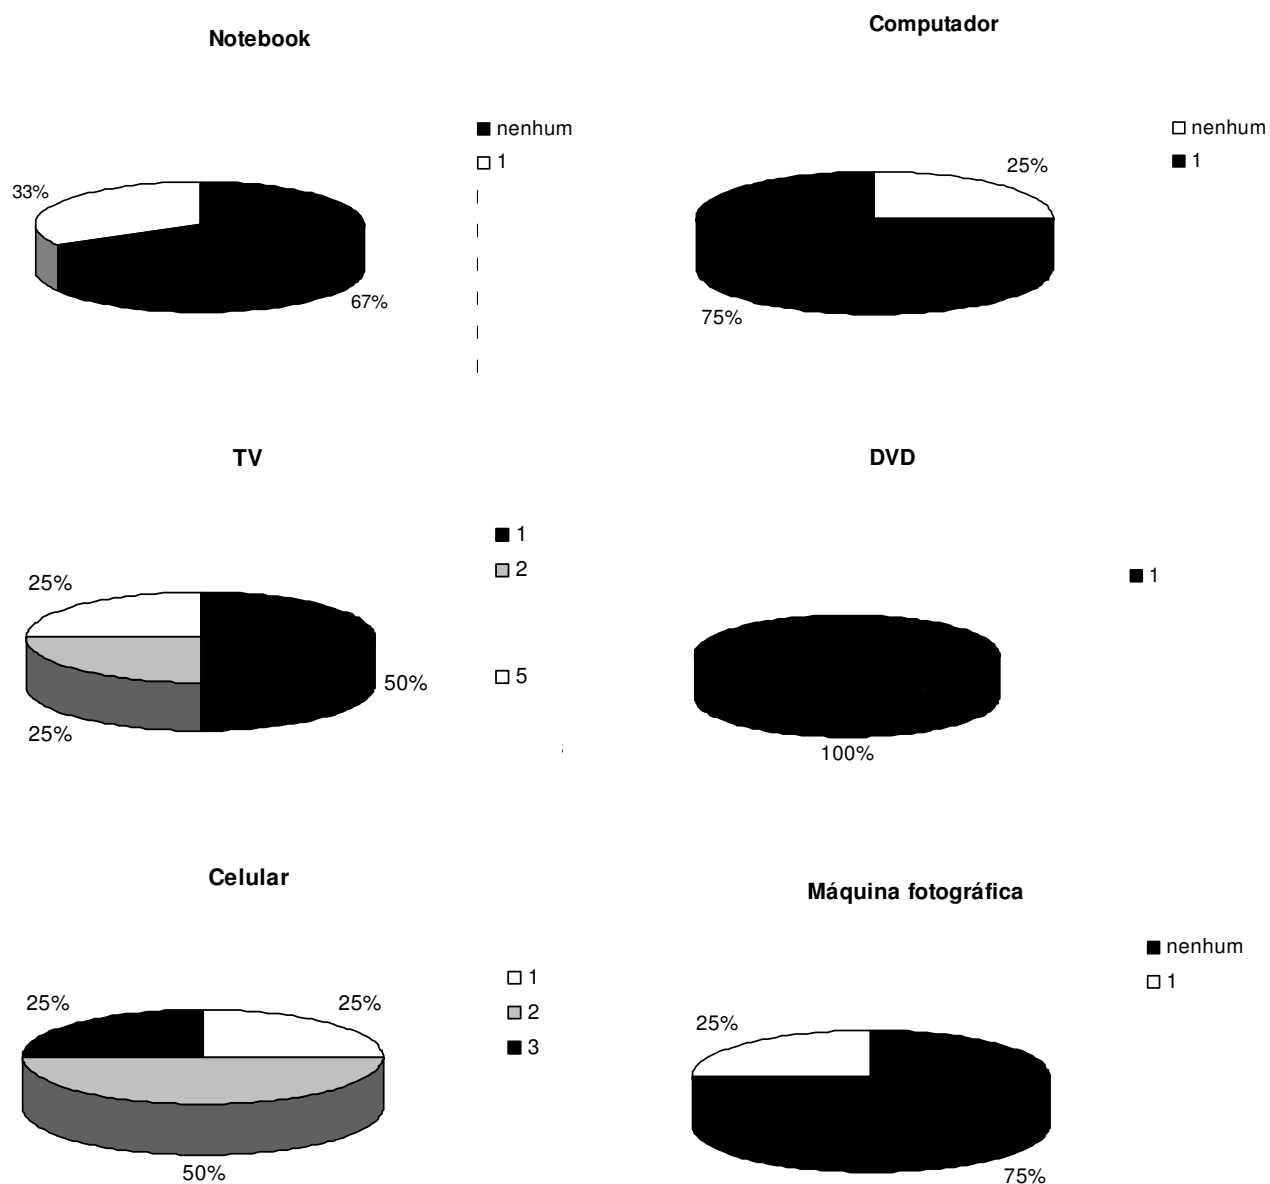 Notebook
nenhum
1
33%
67%
Computador
nenhum
1
25%
75%
TV
1
2
5
25%
50%
25%
DVD
1
100%
Celular
1
2
3
25%
25%
50%
Máquina fotográfica
nenhum
1
25%
75%